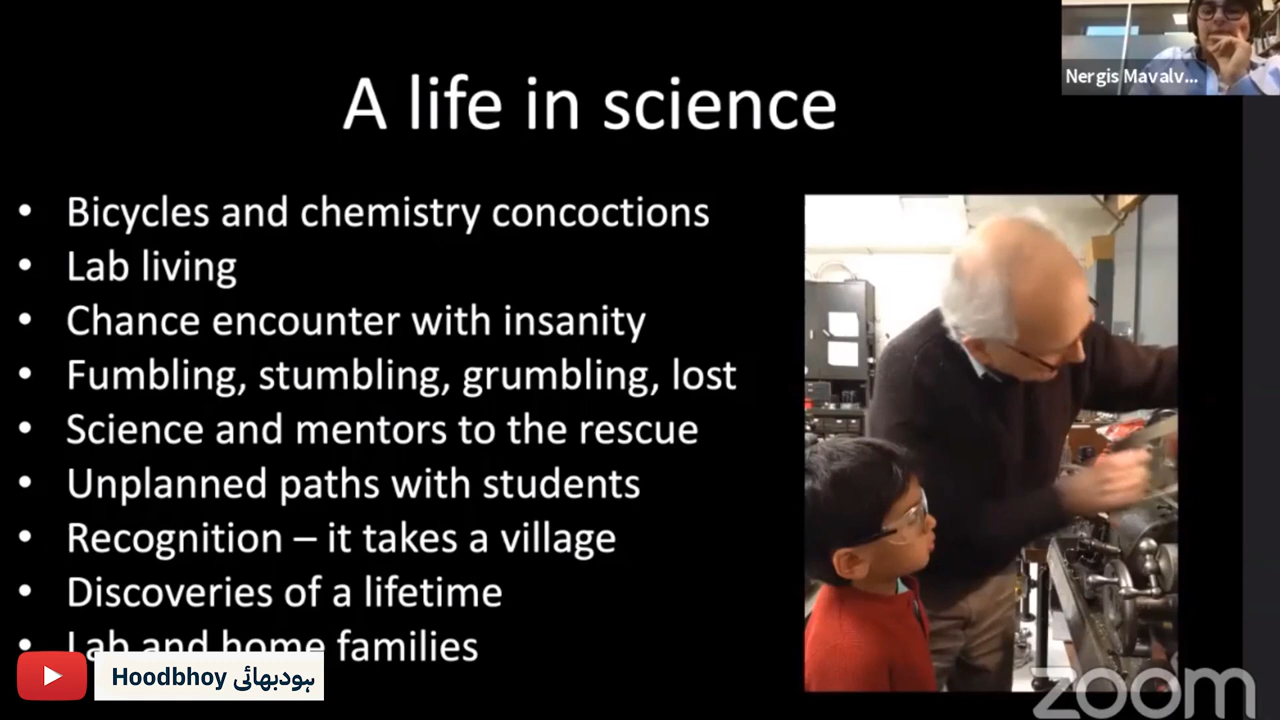 Nergis Mavalv...
A life in science
• Bicycles and chemistry concoctions
• Lab living
• Chance encounter with insanity
• Fumbling, stumbling, grumbling, lost
• Science and mentors to the rescue
• Unplanned paths with students
• Recognition – it takes a village
• Discoveries of a lifetime
• Lab and home families
Hoodbhoy ہودبھائی
zoom